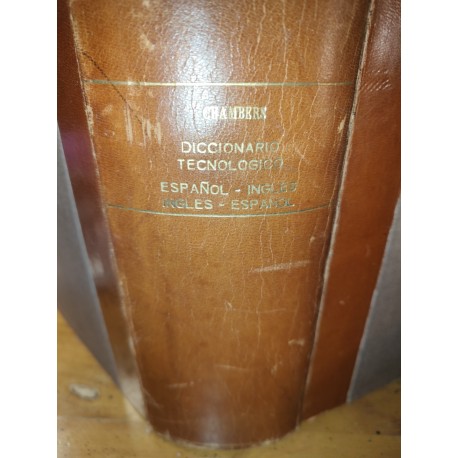 CHAMBERS
DICCIONARIO
TECNOLOGICO
ESPAÑOL - INGLES
INGLES - ESPAÑOL